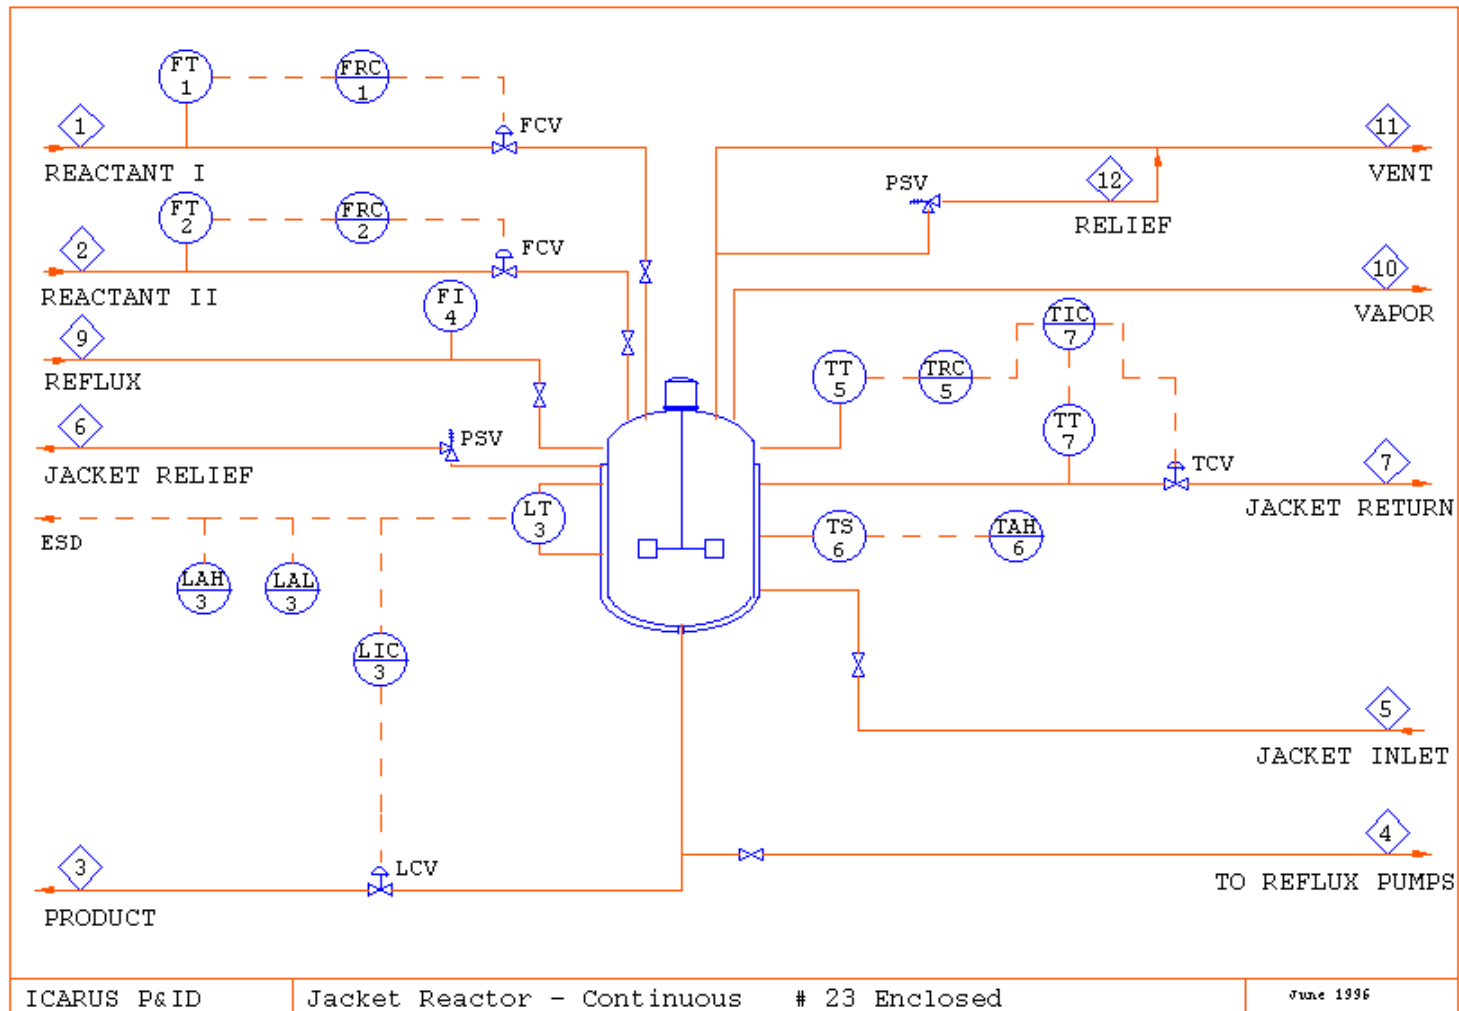 FT
1
FRC
1
FCV
1
REACTANT I
11
VENT
FT
2
FRC
2
FCV
2
REACTANT II
PSV
12
RELIEF
10
VAPOR
FI
4
9
REFLUX
TIC
7
TT
5
TRC
5
TT
7
6
PSV
JACKET RELIEF
TCV
7
JACKET RETURN
LT
3
ESD
TS
6
TAH
6
LAH
3
LAL
3
LIC
3
5
JACKET INLET
4
TO REFLUX PUMPS
3
LCV
PRODUCT
ICARUS P&ID
Jacket Reactor - Continuous # 23 Enclosed
June 1996